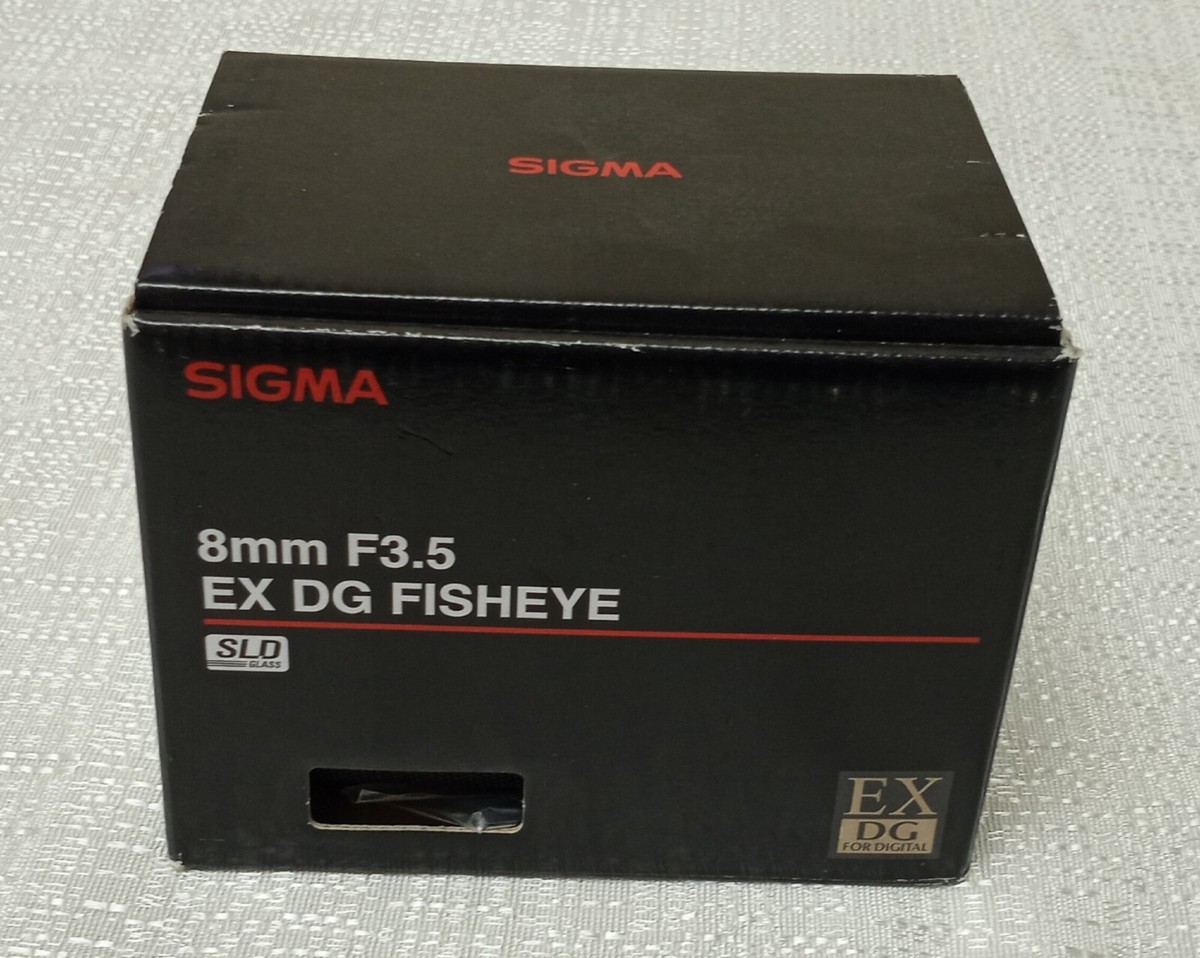 SIGMA
SIGMA
8mm F3.5
EX DG FISHEYE
SLD
GLASS
EX
DG
FOR DIGITAL